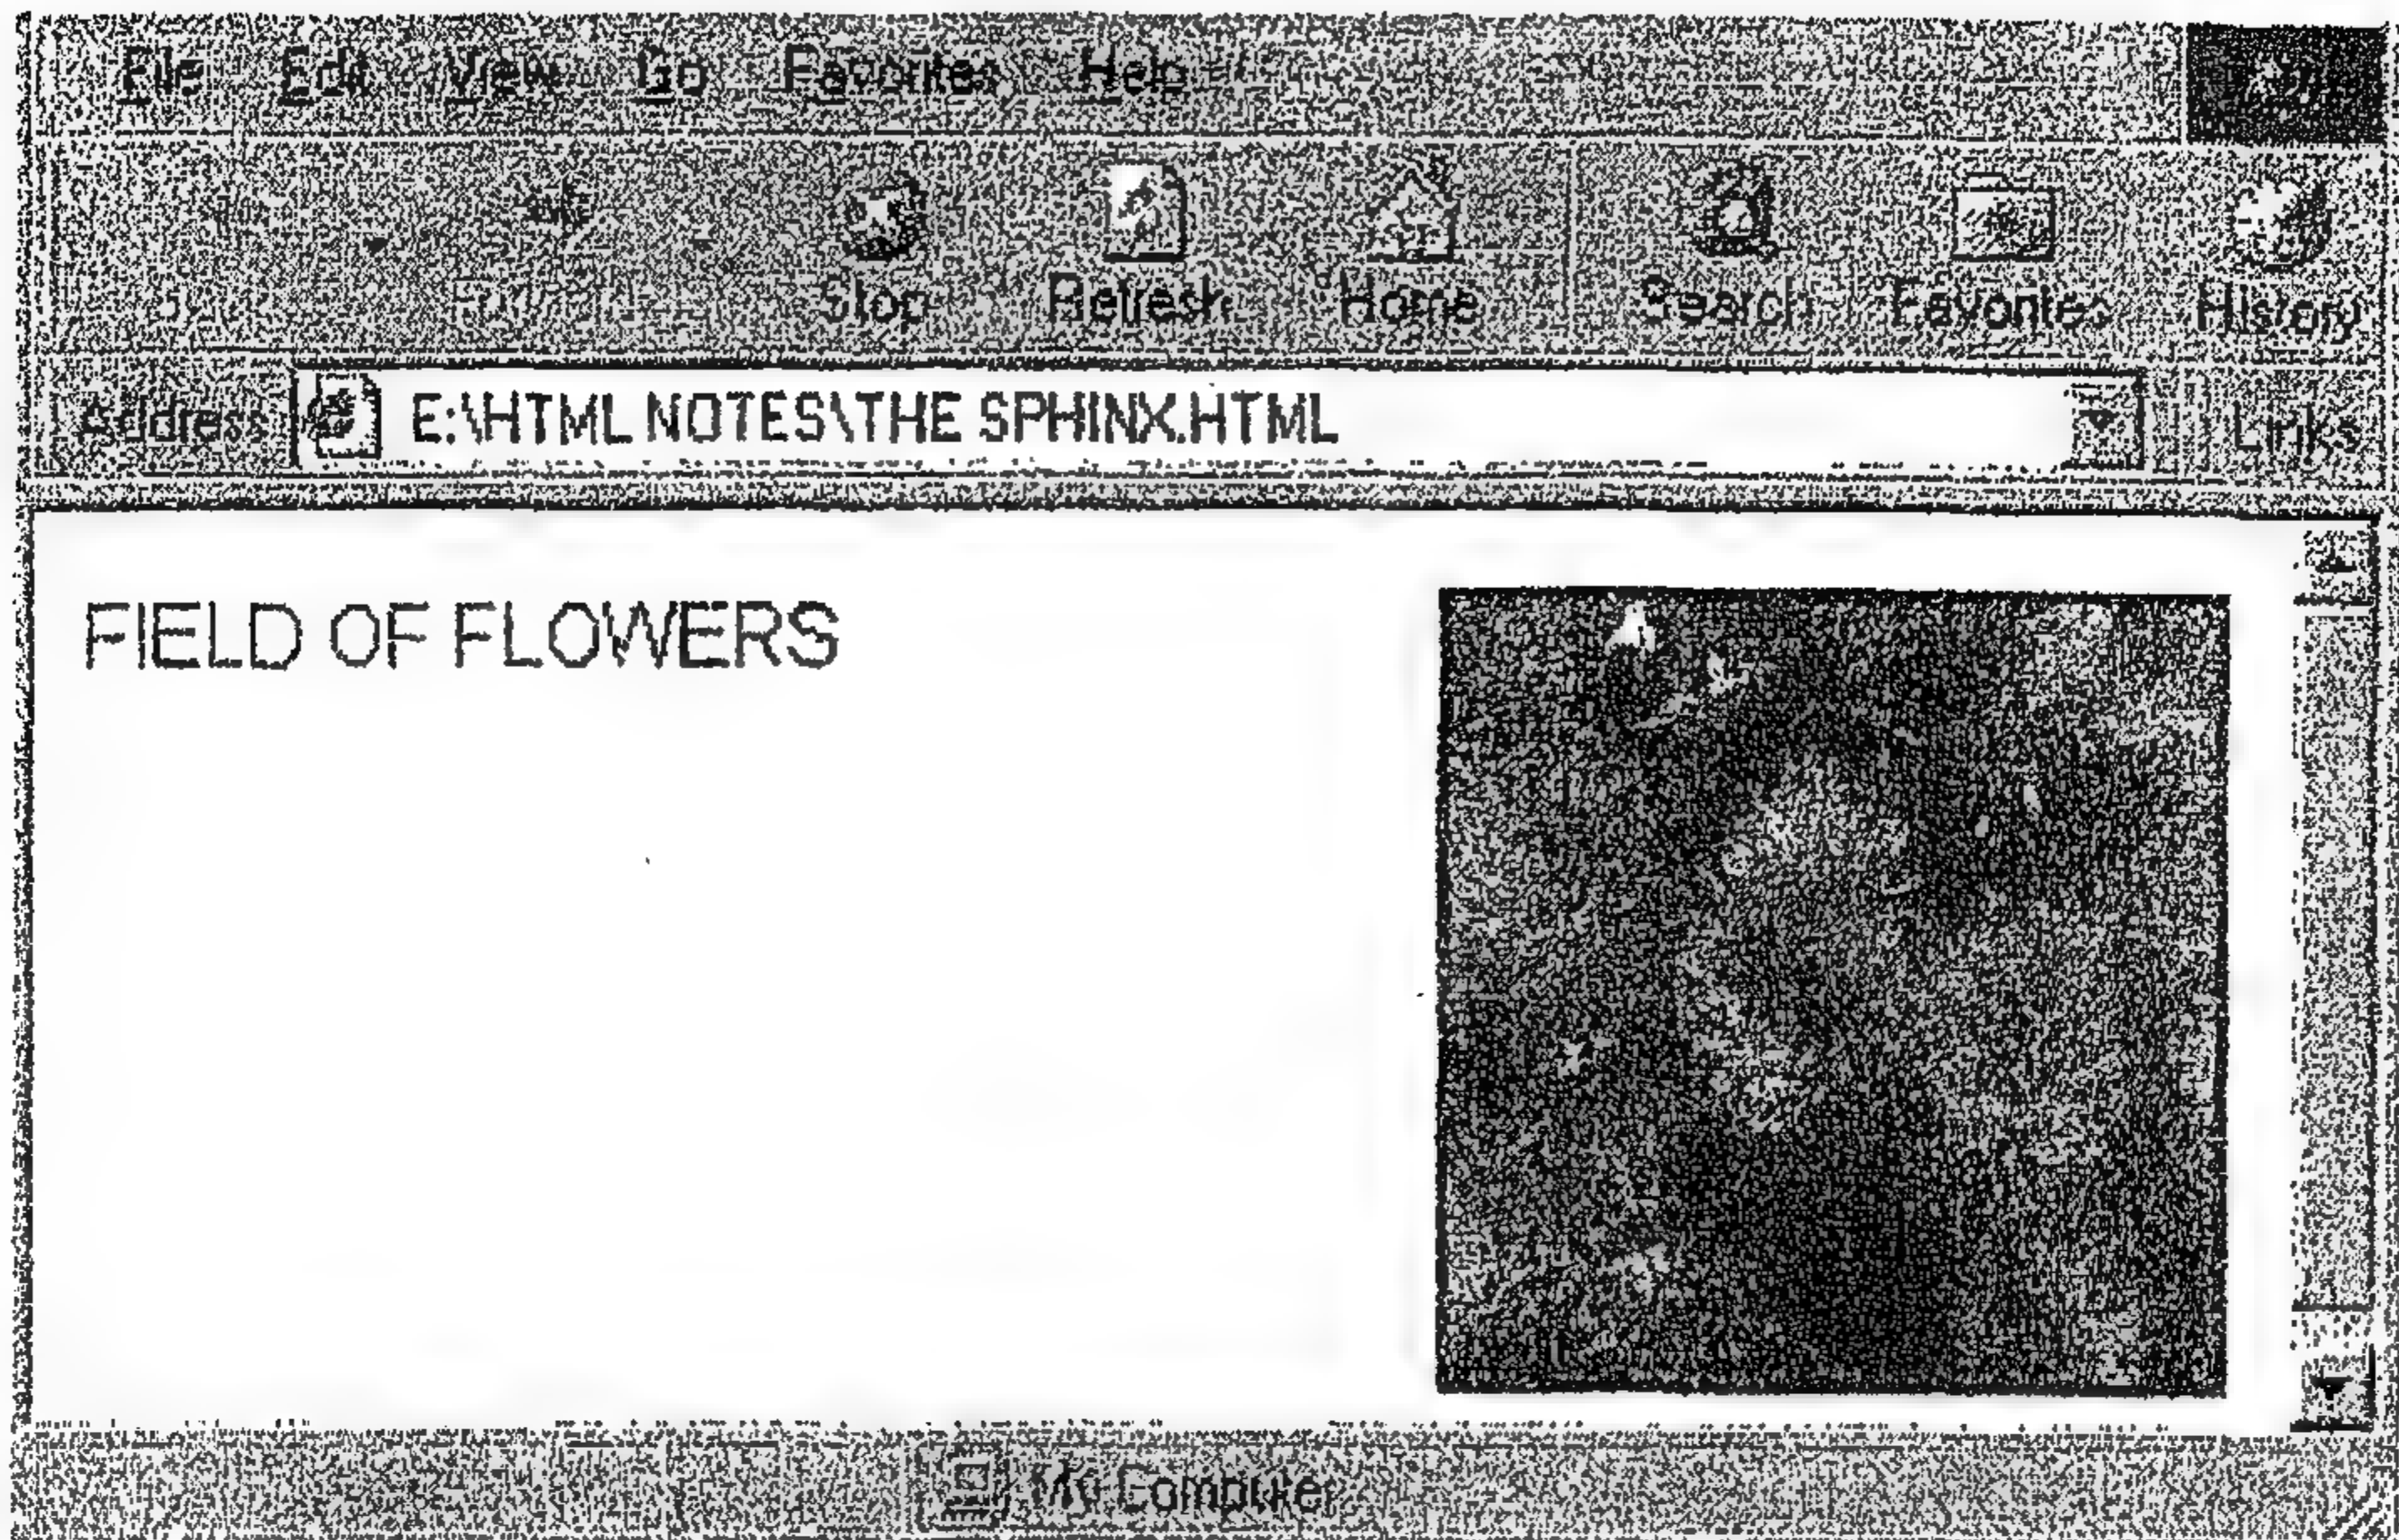 File Edit View Go Favorites Help
Stop Refresh Home Search Favorites History
Address E:\HTML NOTES\THE SPHINX.HTML Links
FIELD OF FLOWERS
My Computer